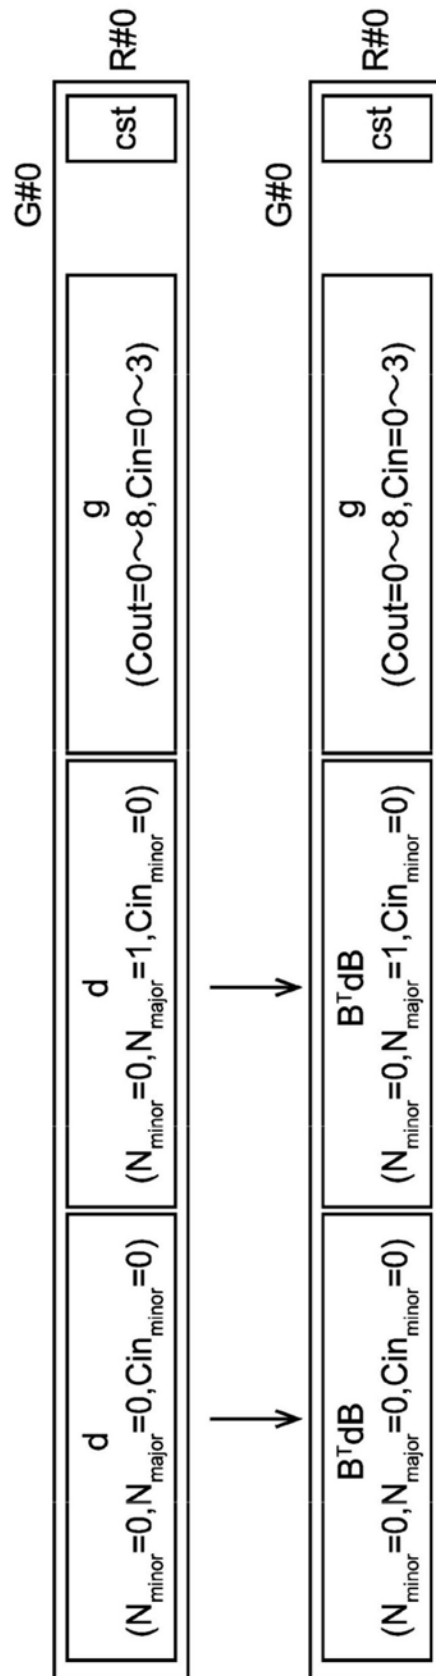 G#0
d
(N_minor=0,N_major=0,Cin_minor=0)
d
(N_minor=0,N_major=1,Cin_minor=0)
g
(Cout=0～8,Cin=0～3)
cst
R#0
G#0
BᵀdB
(N_minor=0,N_major=0,Cin_minor=0)
BᵀdB
(N_minor=0,N_major=1,Cin_minor=0)
g
(Cout=0～8,Cin=0～3)
cst
R#0